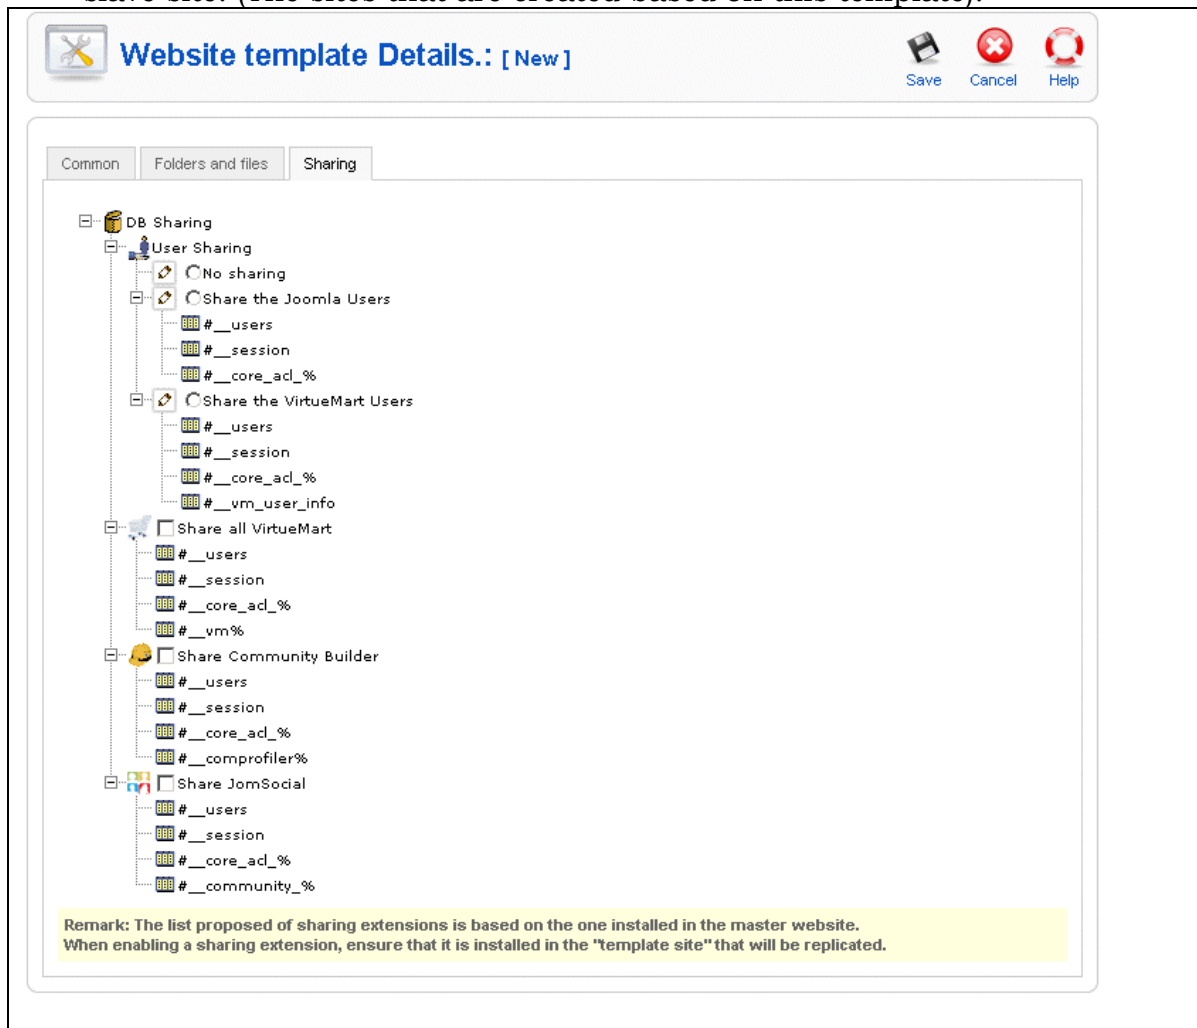 slave site. (The sites that are created based on this template).
Website template Details.: [ New ]
Save Cancel Help
Common Folders and files Sharing
DB Sharing
User Sharing
No sharing
Share the Joomla Users
#__users
#__session
#__core_acl_%
Share the VirtueMart Users
#__users
#__session
#__core_acl_%
#__vm_user_info
Share all VirtueMart
#__users
#__session
#__core_acl_%
#__vm%
Share Community Builder
#__users
#__session
#__core_acl_%
#__comprofiler%
Share JomSocial
#__users
#__session
#__core_acl_%
#__community_%
Remark: The list proposed of sharing extensions is based on the one installed in the master website.
When enabling a sharing extension, ensure that it is installed in the "template site" that will be replicated.